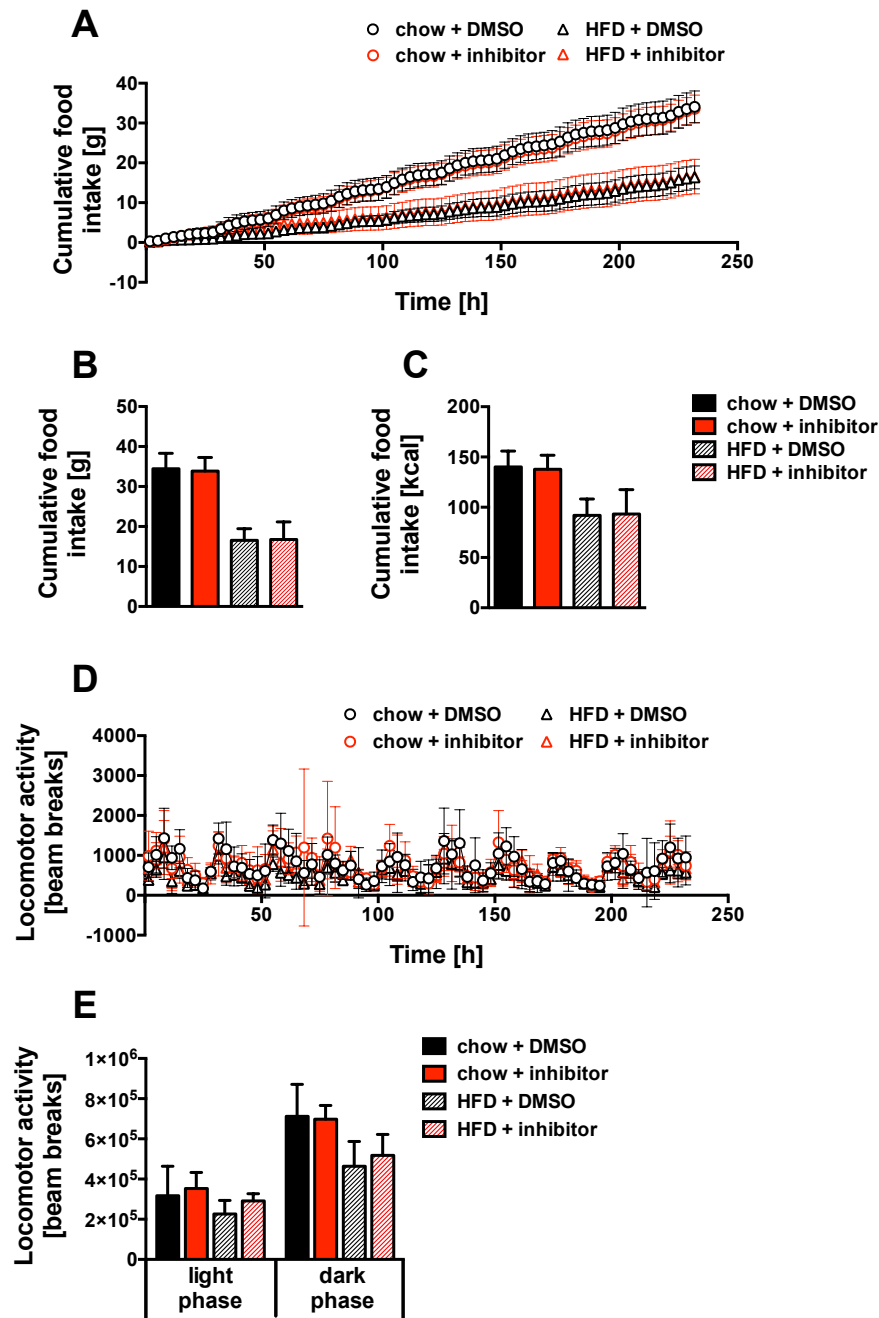 A
chow + DMSO
HFD + DMSO
chow + inhibitor
HFD + inhibitor
Cumulative food
intake [g]
40
30
20
10
0
-10
50
100
150
200
250
Time [h]
B
Cumulative food
intake [g]
50
40
30
20
10
0
C
Cumulative food
intake [kcal]
200
150
100
50
0
chow + DMSO
chow + inhibitor
HFD + DMSO
HFD + inhibitor
D
chow + DMSO
HFD + DMSO
chow + inhibitor
HFD + inhibitor
Locomotor activity
[beam breaks]
4000
3000
2000
1000
0
-1000
50
100
150
200
250
Time [h]
E
Locomotor activity
[beam breaks]
1×10⁶
8×10⁵
6×10⁵
4×10⁵
2×10⁵
0
light
phase
dark
phase
chow + DMSO
chow + inhibitor
HFD + DMSO
HFD + inhibitor